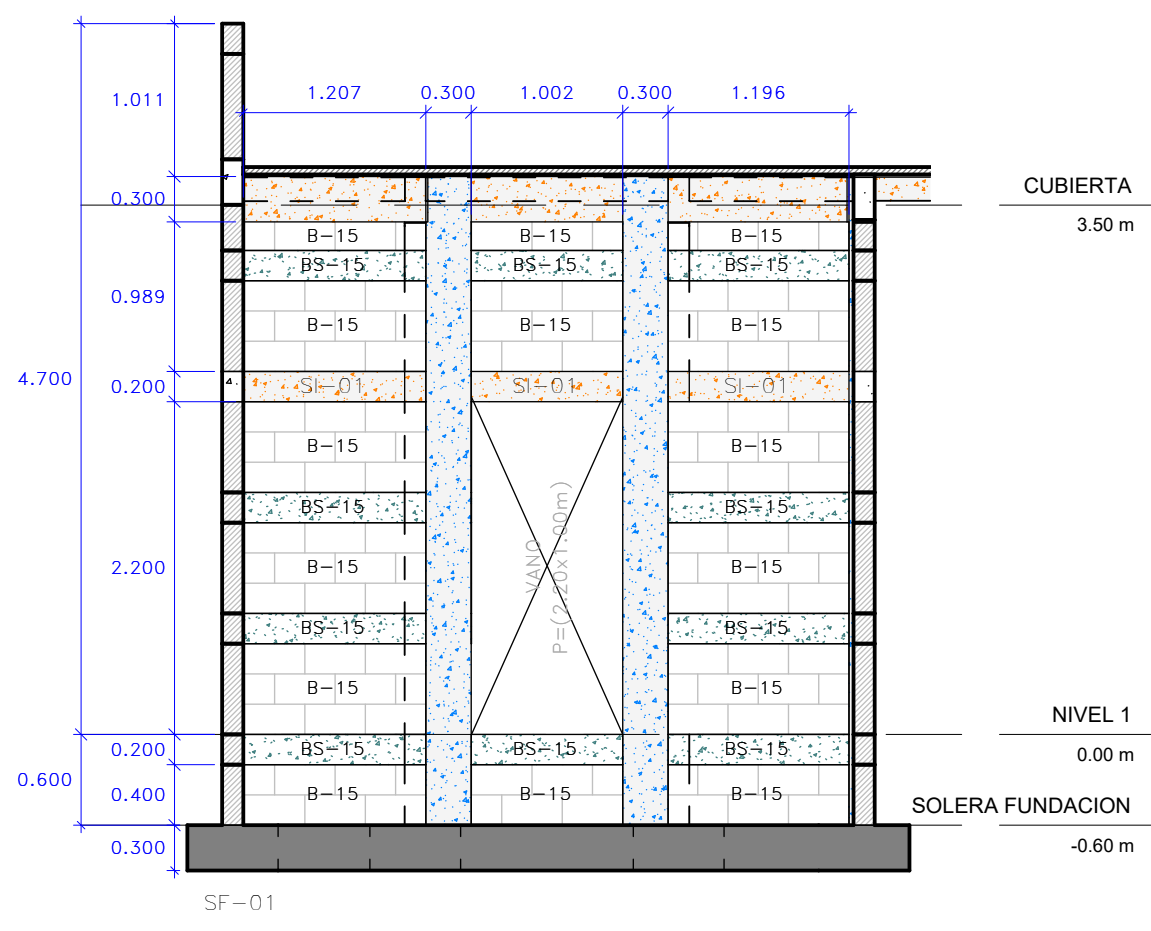 1.207 0.300 1.002 0.300 1.196
1.011
CUBIERTA
0.300
3.50 m
B-15 B-15 B-15
BS-15 BS-15 BS-15
0.989
B-15 B-15 B-15
4.700
0.200
SI-01 SI-01 SI-01
B-15 B-15
BS-15 BS-15
VANO
P=(2.20x1.00m)
2.200
B-15 B-15
BS-15 BS-15
B-15 B-15
NIVEL 1
0.200
BS-15 BS-15 BS-15
0.00 m
0.600
0.400
B-15 B-15 B-15
SOLERA FUNDACION
0.300
-0.60 m
SF-01